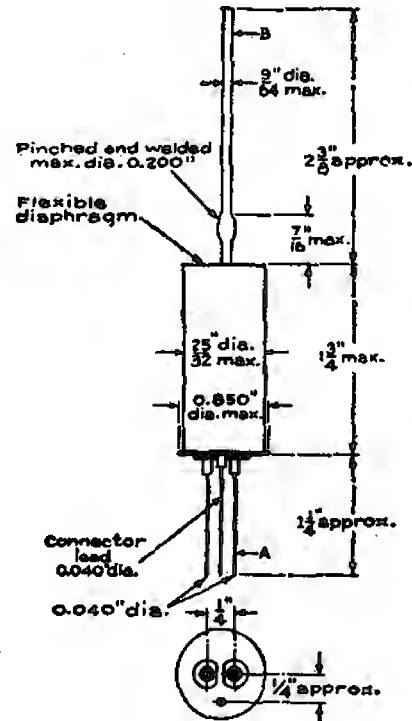 B
9" dia.
64 max.
Pinched and welded
max. dia. 0.200"
2 3/8" approx.
Flexible
diaphragm
7/16" max.
25" dia.
32 max.
1 3/4" max.
0.850"
dia. max.
1 1/4" approx.
Connector
lead
0.040"dia.
A
0.040" dia.
1/4"
1/4" approx.